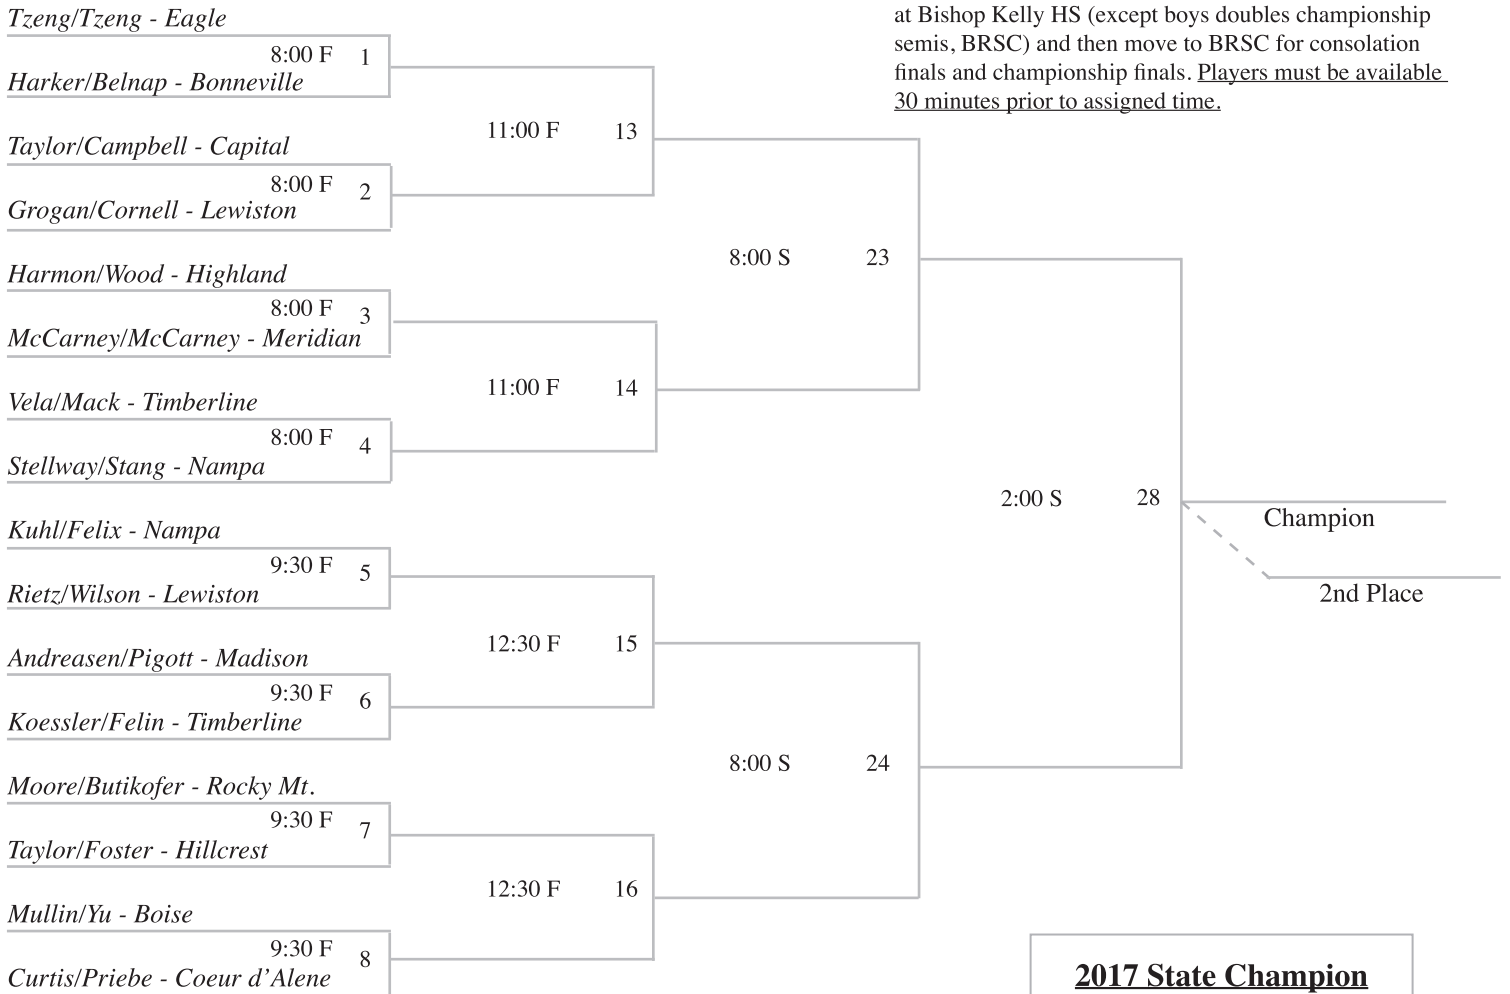 Tzeng/Tzeng - Eagle
8:00 F 1
Harker/Belnap - Bonneville
11:00 F 13
Taylor/Campbell - Capital
8:00 F 2
Grogan/Cornell - Lewiston
8:00 S 23
Harmon/Wood - Highland
8:00 F 3
McCarney/McCarney - Meridian
11:00 F 14
Vela/Mack - Timberline
8:00 F 4
Stellway/Stang - Nampa
2:00 S 28
Champion
2nd Place
Kuhl/Felix - Nampa
9:30 F 5
Rietz/Wilson - Lewiston
12:30 F 15
Andreasen/Pigott - Madison
9:30 F 6
Koessler/Felin - Timberline
8:00 S 24
Moore/Butikofer - Rocky Mt.
9:30 F 7
Taylor/Foster - Hillcrest
12:30 F 16
Mullin/Yu - Boise
9:30 F 8
Curtis/Priebe - Coeur d’Alene
at Bishop Kelly HS (except boys doubles championship
semis, BRSC) and then move to BRSC for consolation
finals and championship finals. Players must be available
30 minutes prior to assigned time.
2017 State Champion